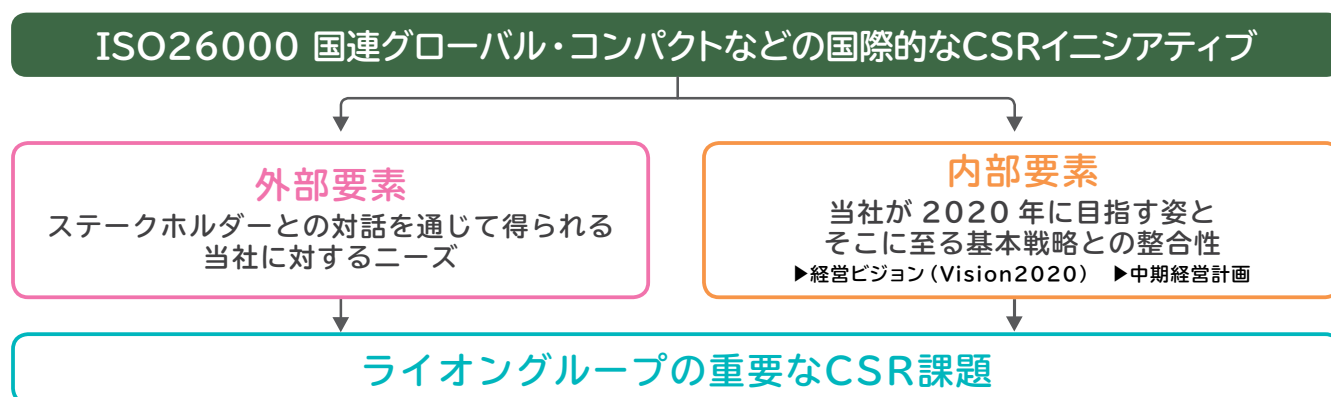 ISO26000 国連グローバル・コンパクトなどの国際的なCSRイニシアティブ
外部要素
ステークホルダーとの対話を通じて得られる
当社に対するニーズ
内部要素
当社が 2020 年に目指す姿と
そこに至る基本戦略との整合性
▶経営ビジョン(Vision2020) ▶中期経営計画
ライオングループの重要なCSR課題